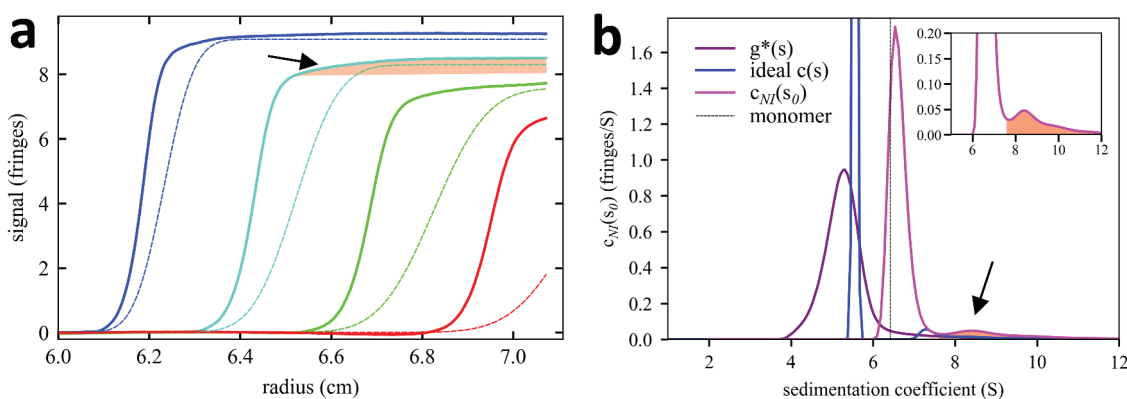 a
signal (fringes)
8
6
4
2
0
6.0 6.2 6.4 6.6 6.8 7.0
radius (cm)
b
g*(s)
ideal c(s)
c_NI(s_0)
monomer
c_NI(s_0) (fringes/S)
1.6
1.4
1.2
1.0
0.8
0.6
0.4
0.2
0.0
2 4 6 8 10 12
sedimentation coefficient (S)
0.20
0.15
0.10
0.05
0.00
6 8 10 12